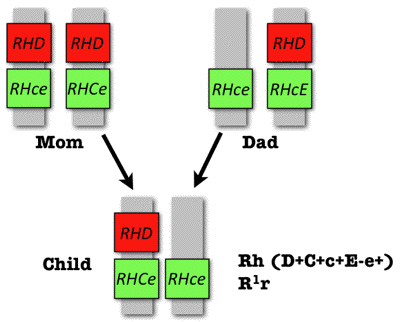 RHD RHD RHD
RHce RHCe RHce RHcE
Mom Dad
RHD
Child Rh (D+C+c+E-e+)
RHCe RHce R¹r